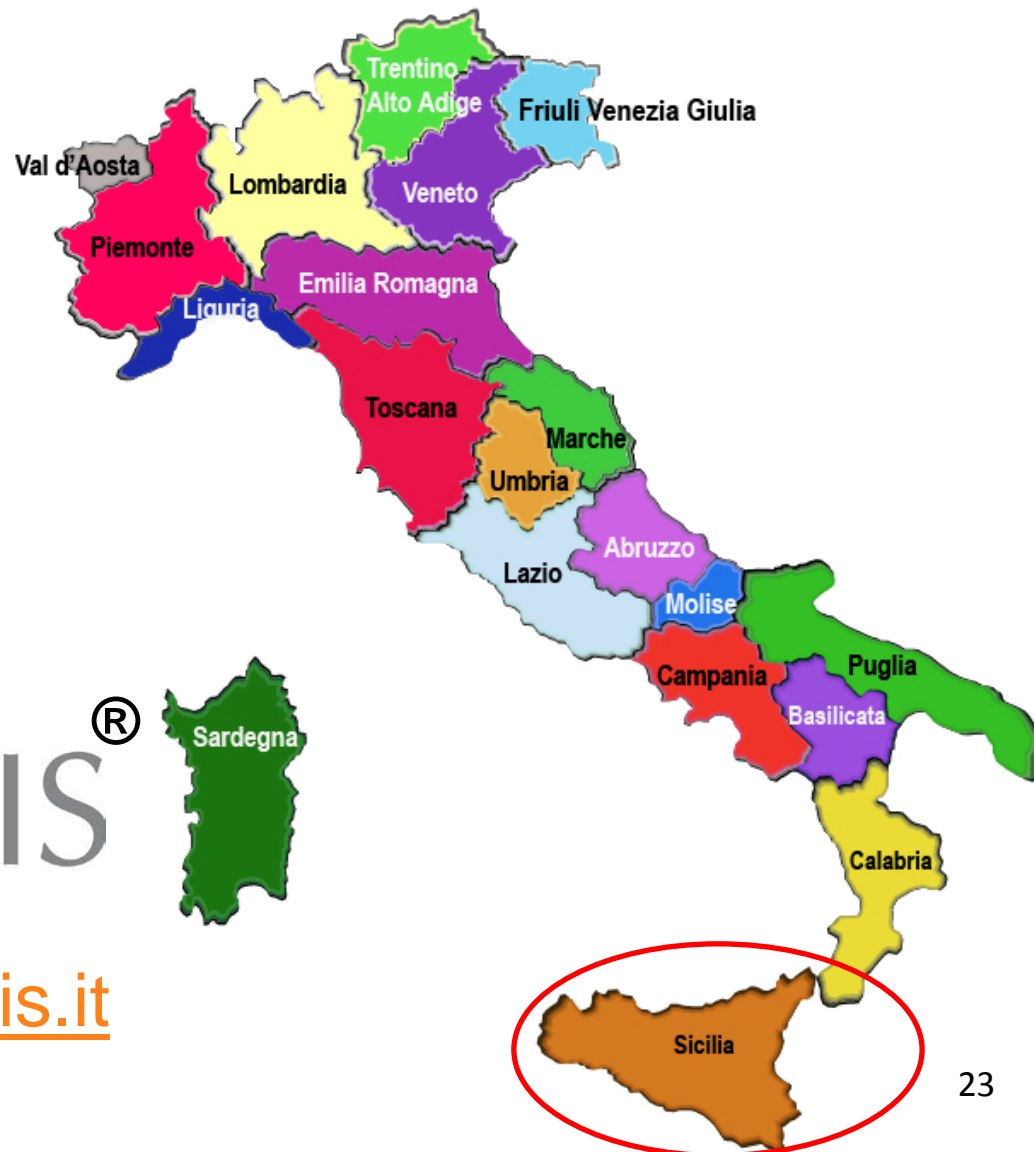 Trentino
Alto Adige
Friuli Venezia Giulia
Val d'Aosta
Lombardia
Veneto
Piemonte
Emilia Romagna
Liguria
Toscana
Marche
Umbria
Abruzzo
Lazio
Molise
Puglia
Campania
Basilicata
®
Sardegna
IS
Calabria
is.it
Sicilia
23